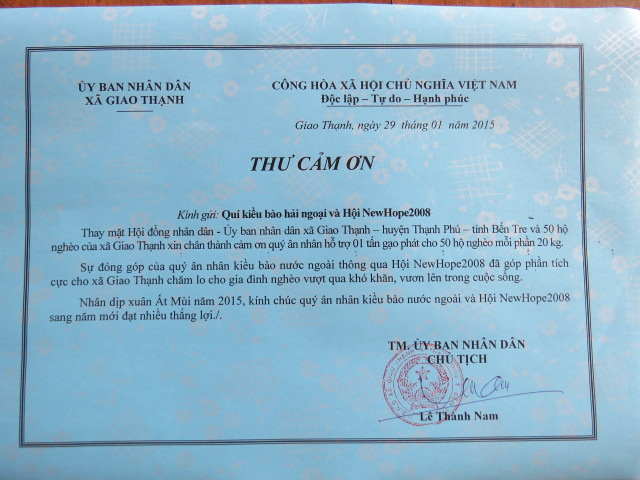 ỦY BAN NHÂN DÂN
XÃ GIAO THẠNH
CÔNG HÒA XÃ HỘI CHỦ NGHĨA VIỆT NAM
Độc lập – Tự do – Hạnh phúc
Giao Thạnh, ngày 29 tháng 01 năm 2015
THƯ CẢM ƠN
Kính gửi: Quí kiều bào hải ngoại và Hội NewHope2008
Thay mặt Hội đồng nhân dân - Ủy ban nhân dân xã Giao Thạnh – huyện Thạnh Phú – tỉnh Bến Tre và 50 hộ
nghèo của xã Giao Thạnh xin chân thành cảm ơn quý ân nhân hỗ trợ 01 tấn gạo phát cho 50 hộ nghèo mỗi phần 20 kg.
Sự đóng góp của quý ân nhân kiều bào nước ngoài thông qua Hội NewHope2008 đã góp phần tích
cực cho xã Giao Thạnh chăm lo cho gia đình nghèo vượt qua khó khăn, vươn lên trong cuộc sống.
Nhân dịp xuân Ất Mùi năm 2015, kính chúc quý ân nhân kiều bào nước ngoài và Hội NewHope2008
sang năm mới đạt nhiều thắng lợi./.
TM. ỦY BAN NHÂN DÂN
CHỦ TỊCH
Lê Thành Nam